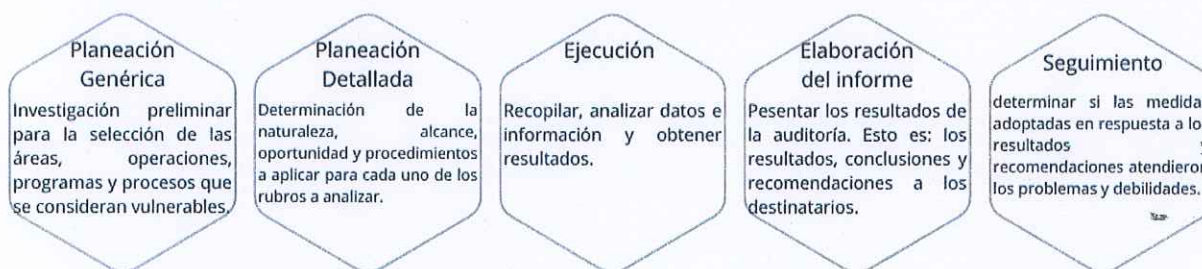 Planeación
Genérica
Investigación preliminar
para la selección de las
áreas, operaciones,
programas y procesos que
se consideran vulnerables.
Planeación
Detallada
Determinación de la
naturaleza, alcance,
oportunidad y procedimientos
a aplicar para cada uno de los
rubros a analizar.
Ejecución
Recopilar, analizar datos e
información y obtener
resultados.
Elaboración
del informe
Pesentar los resultados de
la auditoría. Esto es: los
resultados, conclusiones y
recomendaciones a los
destinatarios.
Seguimiento
determinar si las medida
adoptadas en respuesta a lo
resultados y
recomendaciones atendieron
los problemas y debilidades.